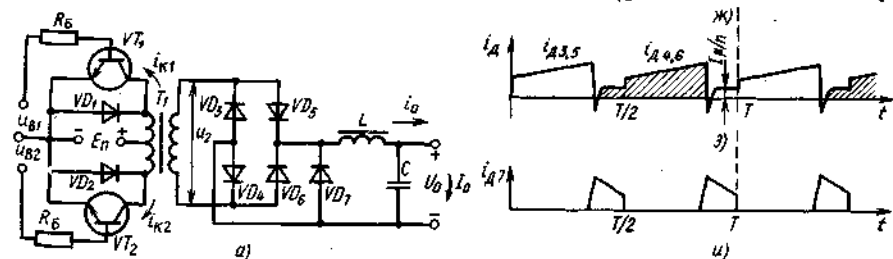 Rб
VT₁
iк1
T₁
VD₁
uв1
Eп
− +
uв2
VD₂
iк2
Rб
VT₂
u₂
VD₃
VD₅
VD₄
VD₆
VD₇
L
i₀
C
+
U₀
I₀
−
а)
ж)
iд
iд3,5
iд4,6
Iн/n
T/2
T
t
з)
iд7
T/2
T
t
и)